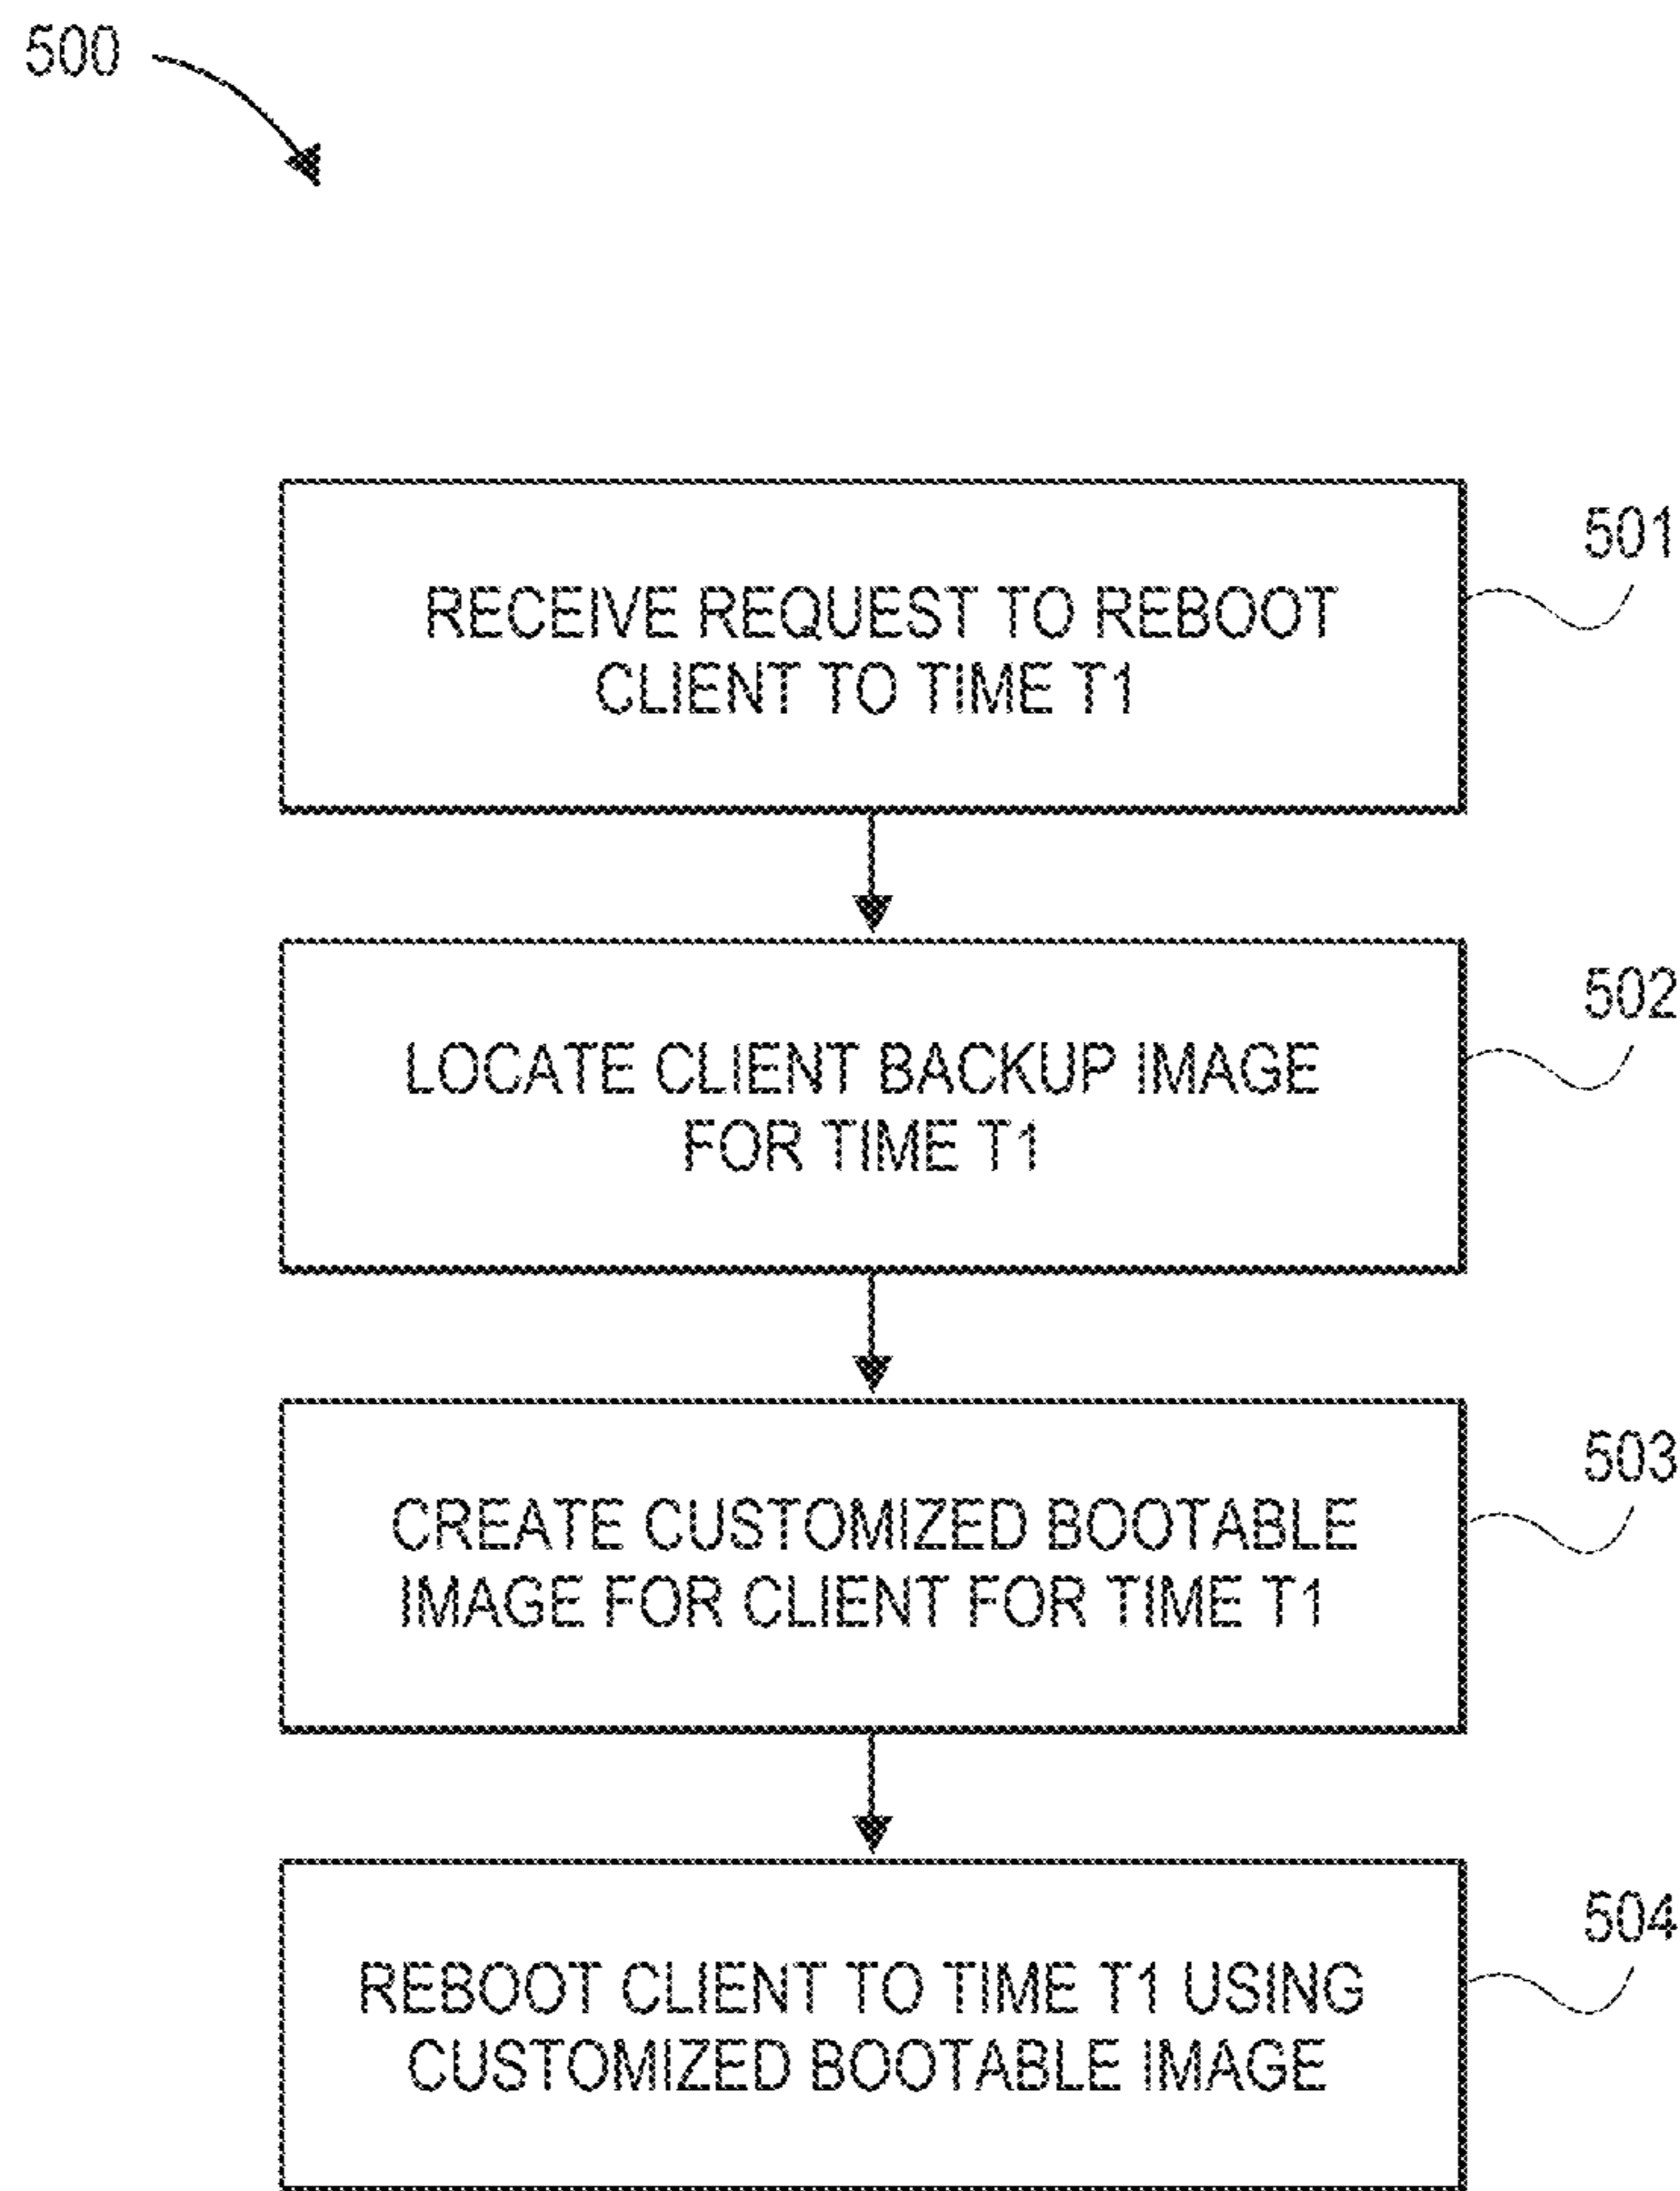 500
501
RECEIVE REQUEST TO REBOOT
CLIENT TO TIME T1
502
LOCATE CLIENT BACKUP IMAGE
FOR TIME T1
503
CREATE CUSTOMIZED BOOTABLE
IMAGE FOR CLIENT FOR TIME T1
504
REBOOT CLIENT TO TIME T1 USING
CUSTOMIZED BOOTABLE IMAGE